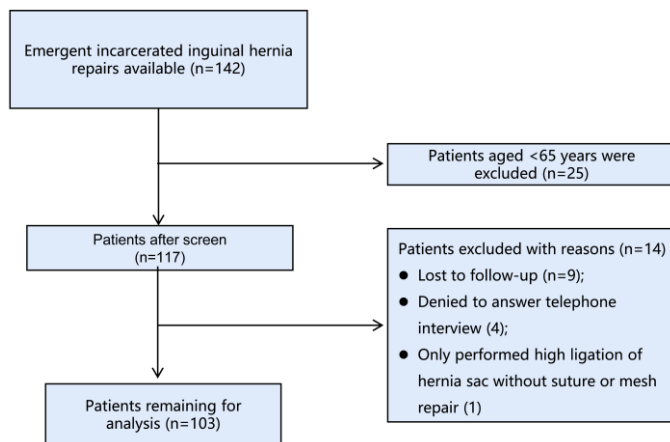 Emergent incarcerated inguinal hernia
repairs available (n=142)
Patients aged <65 years were
excluded (n=25)
Patients after screen
(n=117)
Patients excluded with reasons (n=14)
● Lost to follow-up (n=9);
● Denied to answer telephone
interview (4);
● Only performed high ligation of
hernia sac without suture or mesh
repair (1)
Patients remaining for
analysis (n=103)